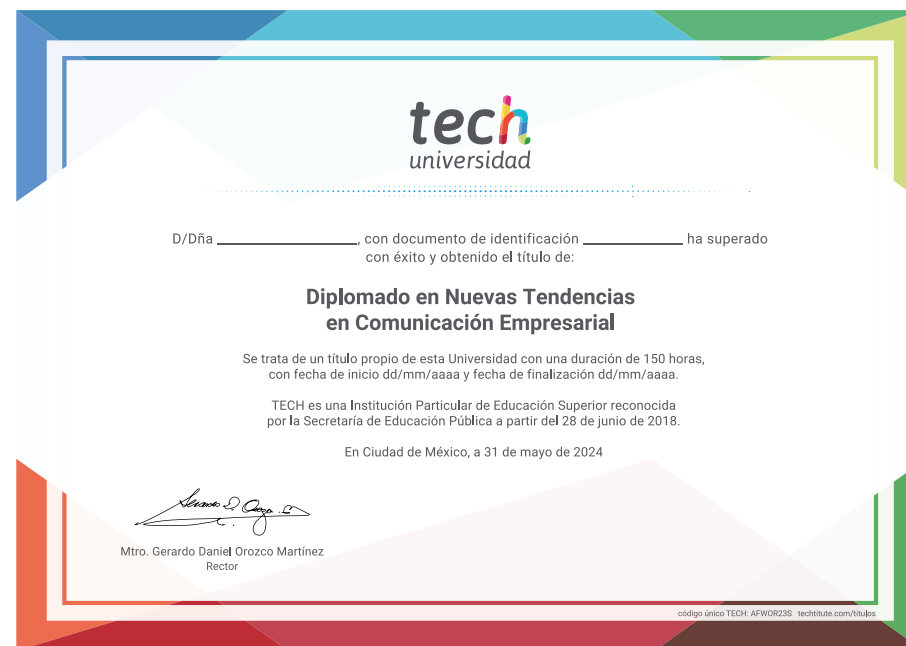 tech
universidad
D/Dña ____________________, con documento de identificación ______________ ha superado
con éxito y obtenido el título de:
Diplomado en Nuevas Tendencias
en Comunicación Empresarial
Se trata de un título propio de esta Universidad con una duración de 150 horas,
con fecha de inicio dd/mm/aaaa y fecha de finalización dd/mm/aaaa.
TECH es una Institución Particular de Educación Superior reconocida
por la Secretaría de Educación Pública a partir del 28 de junio de 2018.
En Ciudad de México, a 31 de mayo de 2024
Mtro. Gerardo Daniel Orozco Martínez
Rector
código único TECH: AFWOR23S techtitute.com/titulos